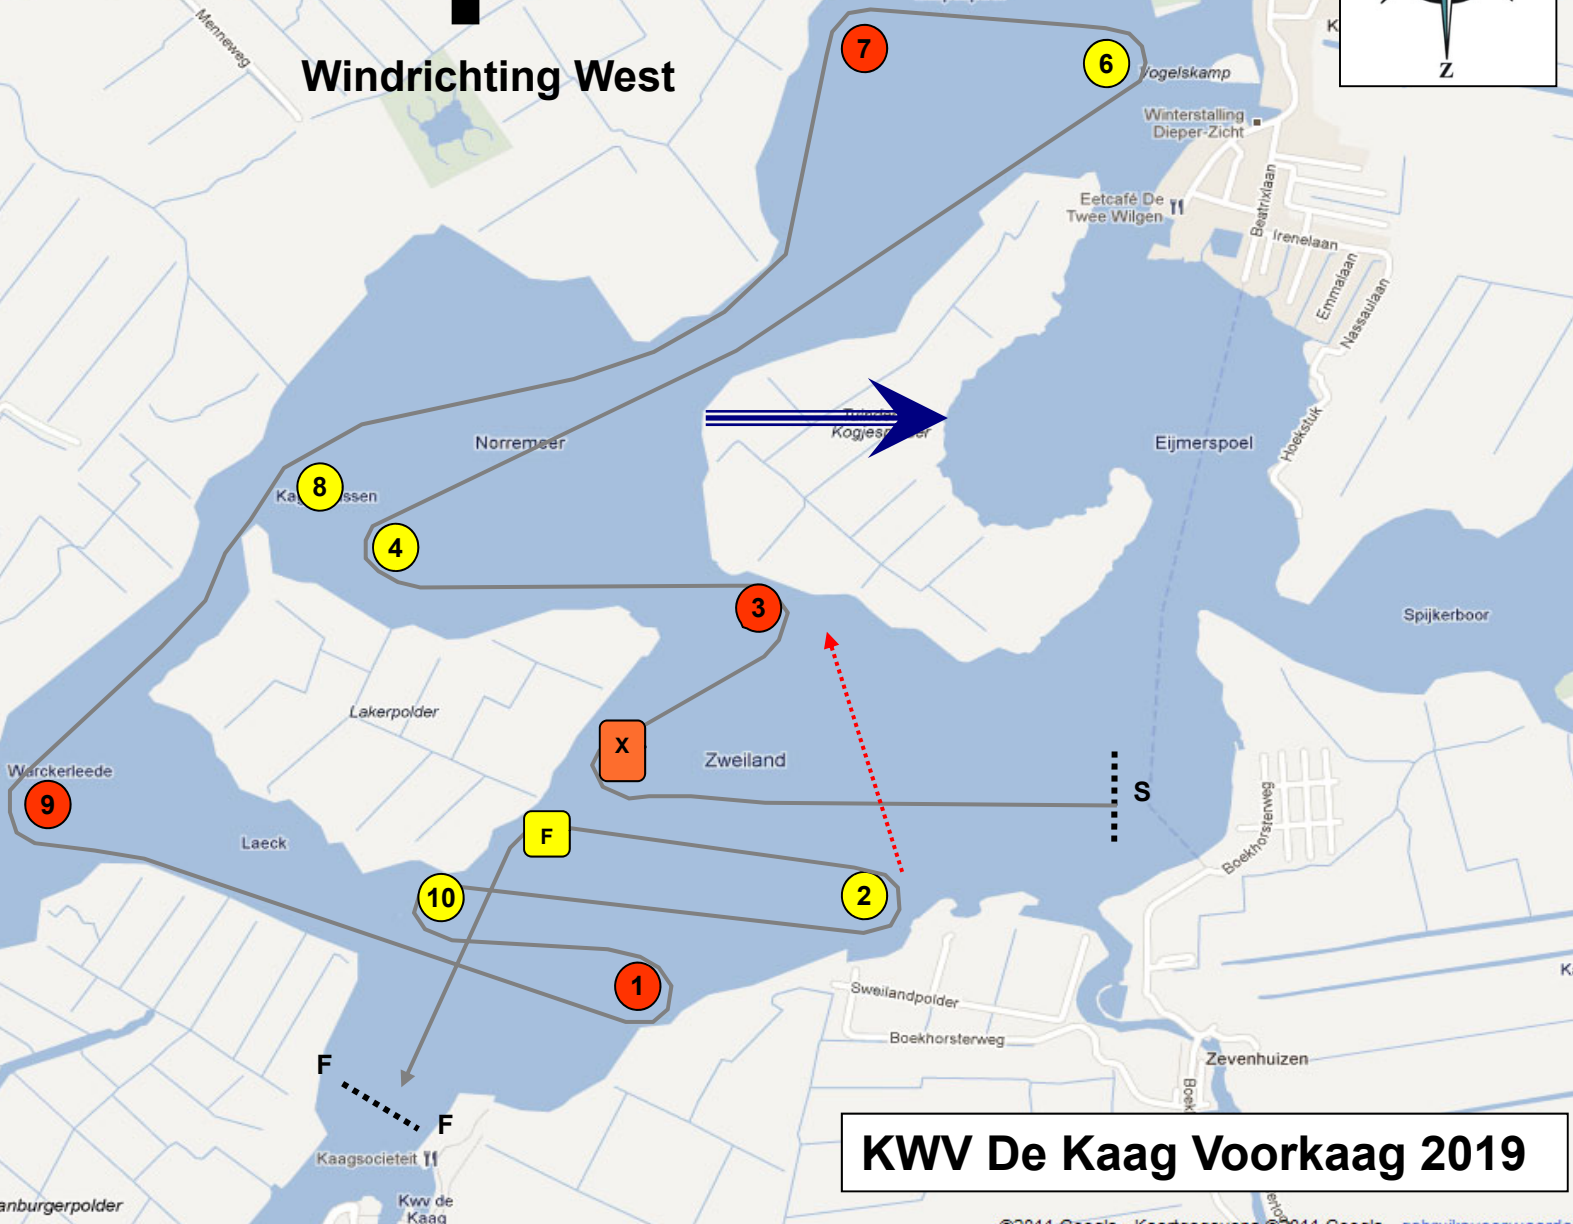 Menneweg
Windrichting West
7
6
Z
Vogelskamp
Winterstalling
Dieper-Zicht
Eetcafé De
Twee Wilgen
Beatrixlaan
Irenelaan
Emmalaan
Nassaulaan
Hoekstuk
Norremeer
Kogjespolder
Eijmerspoel
8
4
3
Spijkerboor
Lakerpolder
X
Zweiland
S
Warckerleede
9
F
Laeck
Boekhorsterweg
10
2
1
Sweilandpolder
Boekhorsterweg
Zevenhuizen
F
F
Kaagsocieteit
KWV De Kaag Voorkaag 2019
Kwv de
Kaag
anburgerpolder